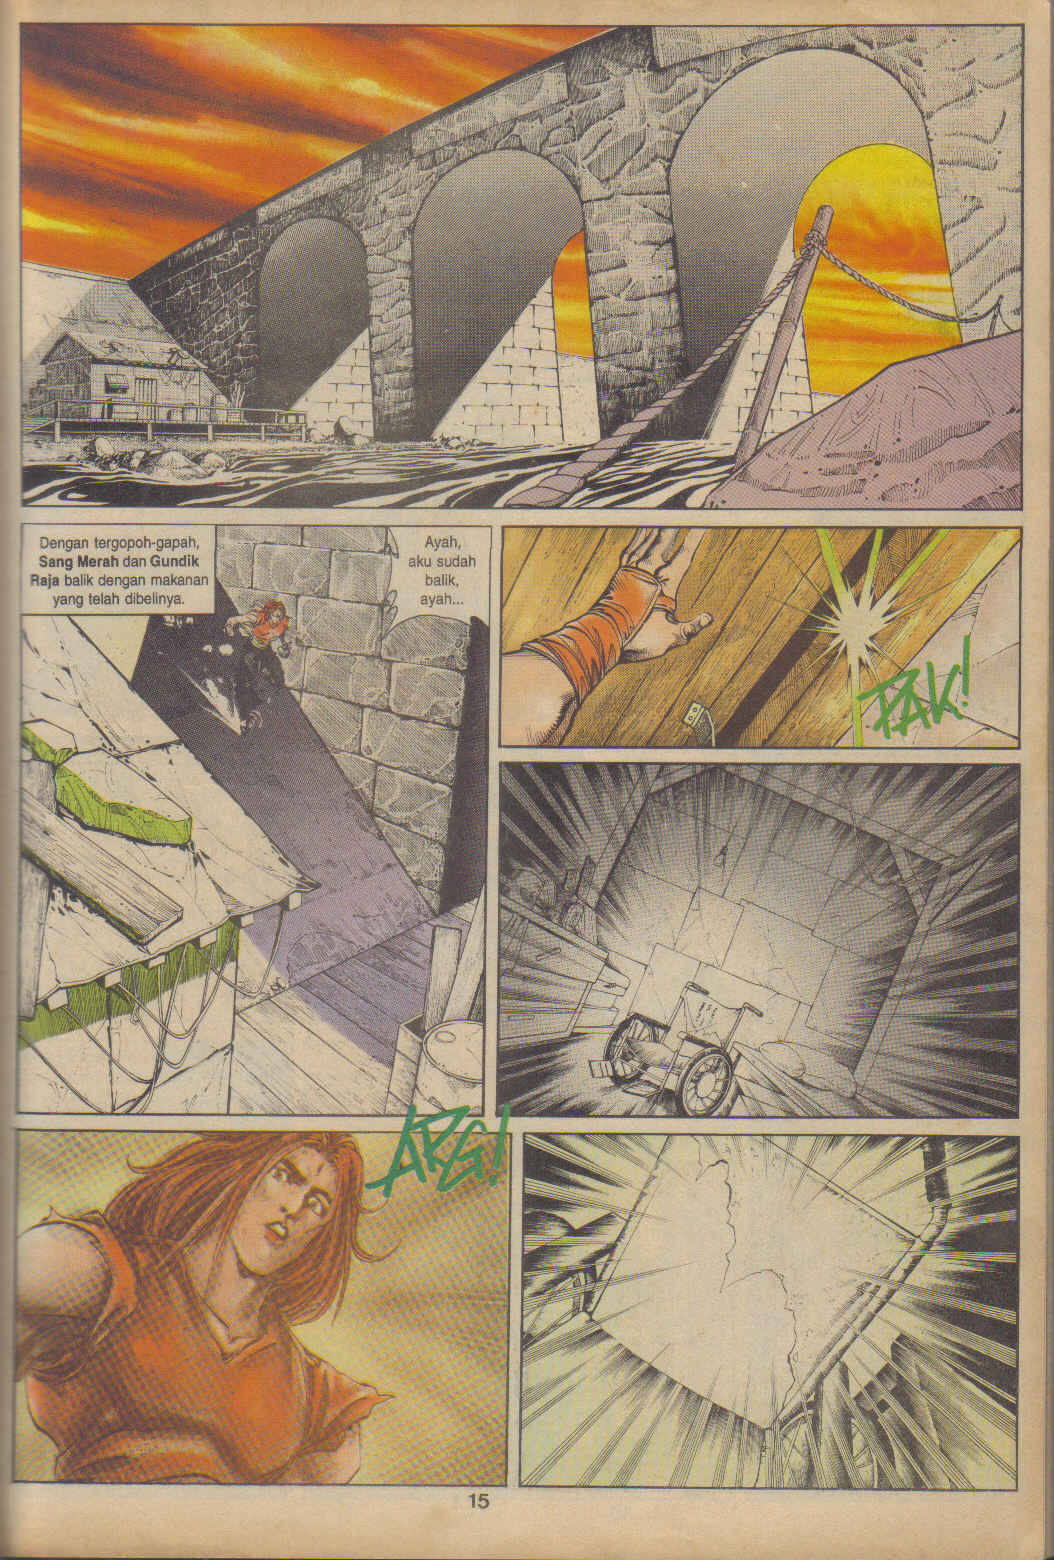 Dengan tergopoh-gapah,
Sang Merah dan Gundik
Raja balik dengan makanan
yang telah dibelinya.
Ayah,
aku sudah
balik,
ayah...
PAK!
ARG!
15